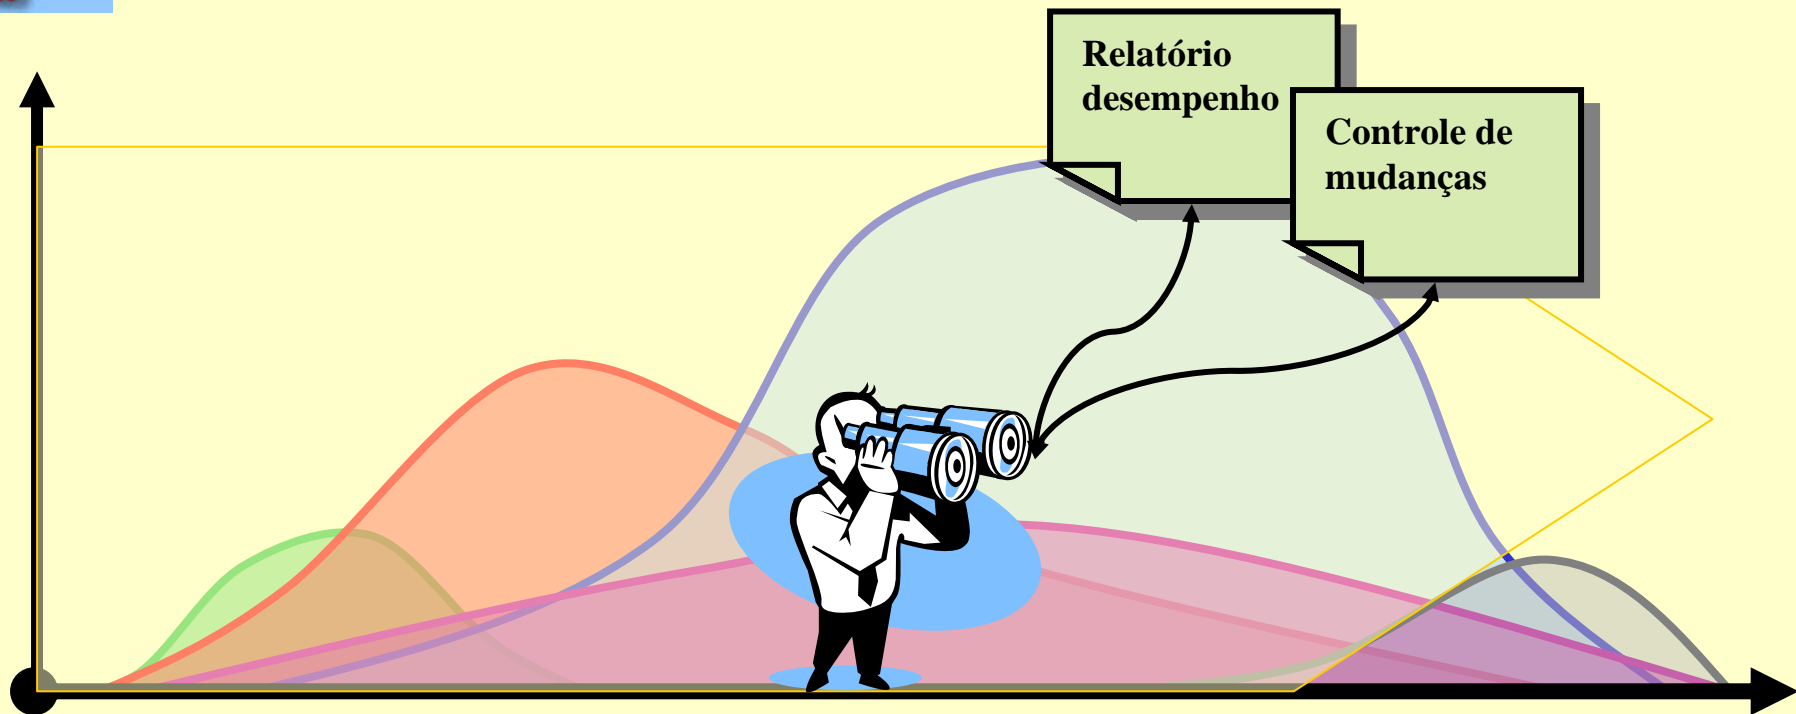 Relatório
desempenho
Controle de
mudanças